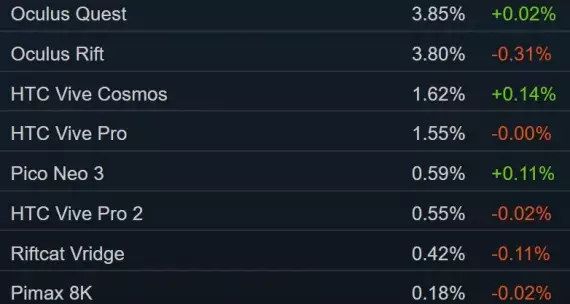 Oculus Quest 3.85% +0.02%
Oculus Rift 3.80% -0.31%
HTC Vive Cosmos 1.62% +0.14%
HTC Vive Pro 1.55% -0.00%
Pico Neo 3 0.59% +0.11%
HTC Vive Pro 2 0.55% -0.02%
Riftcat Vridge 0.42% -0.11%
Pimax 8K 0.18% -0.02%